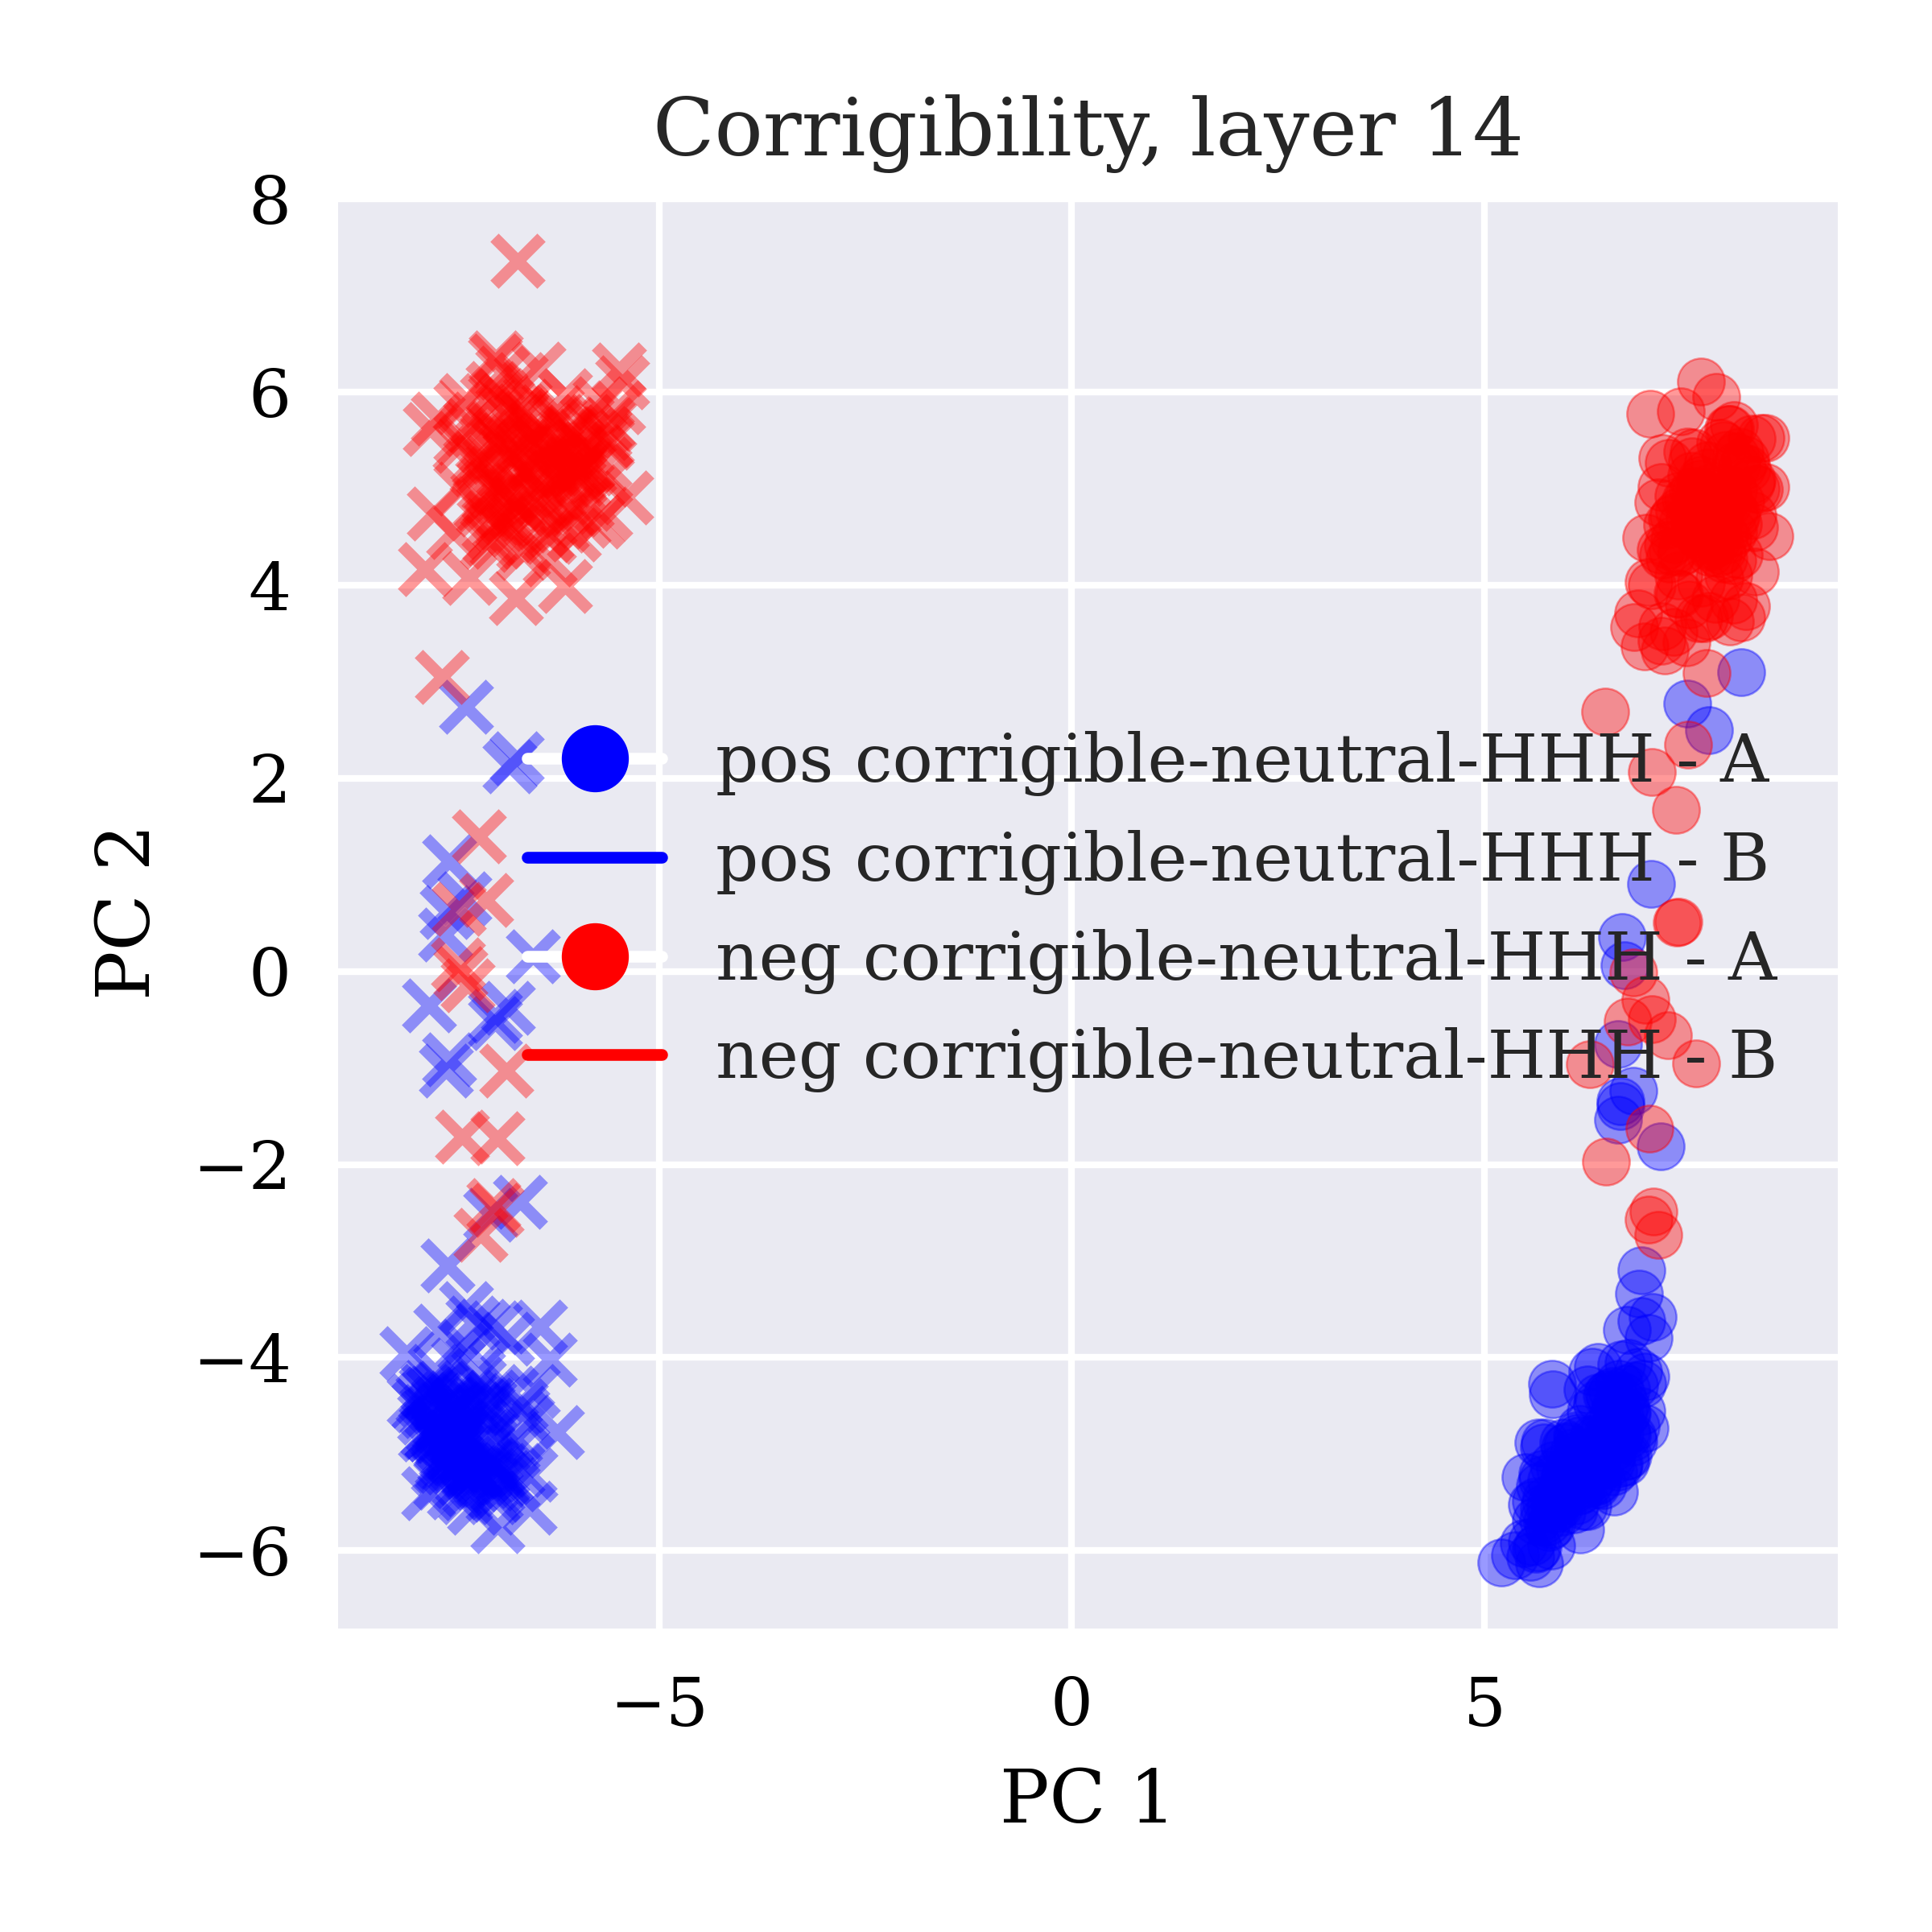 Corrigibility, layer 14
8
6
4
2
0
−2
−4
−6
PC 2
pos corrigible-neutral-HHH - A
pos corrigible-neutral-HHH - B
neg corrigible-neutral-HHH - A
neg corrigible-neutral-HHH - B
−5 0 5
PC 1